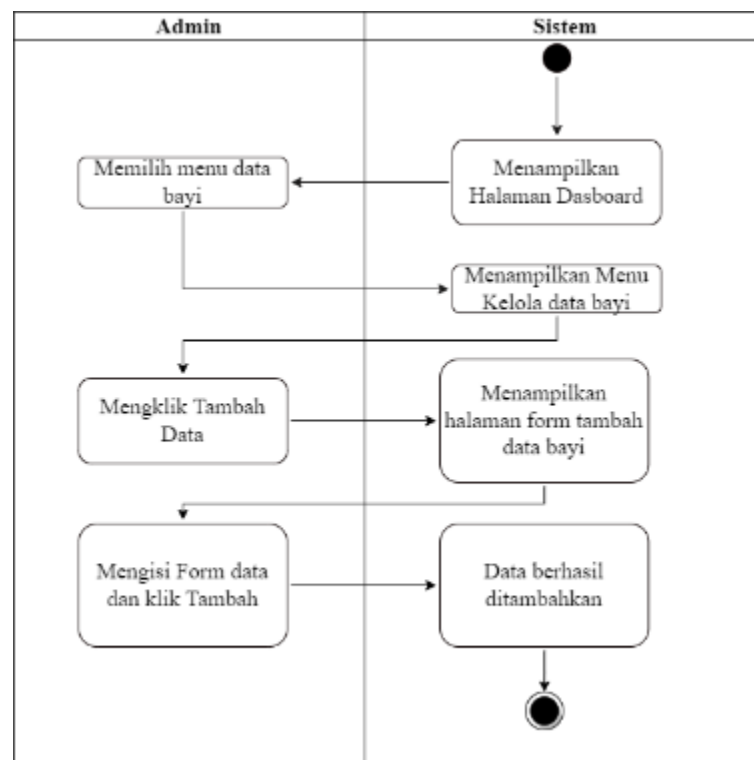 Admin
Sistem
Menampilkan
Halaman Dasboard
Memilih menu data
bayi
Menampilkan Menu
Kelola data bayi
Mengklik Tambah
Data
Menampilkan
halaman form tambah
data bayi
Mengisi Form data
dan klik Tambah
Data berhasil
ditambahkan